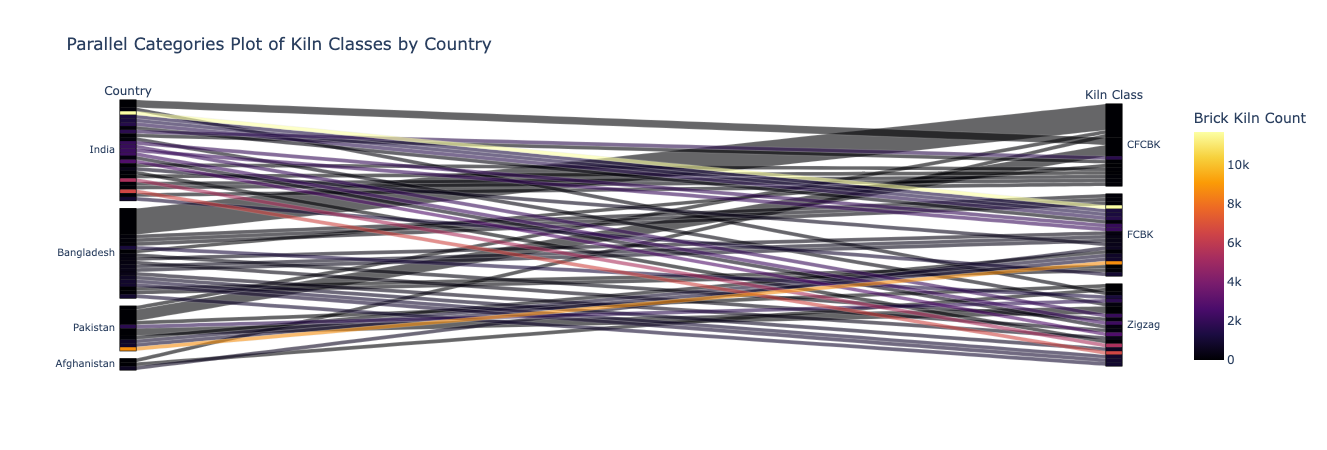 Parallel Categories Plot of Kiln Classes by Country
Country
Kiln Class
Brick Kiln Count
India
Bangladesh
Pakistan
Afghanistan
CFCBK
FCBK
Zigzag
10k
8k
6k
4k
2k
0